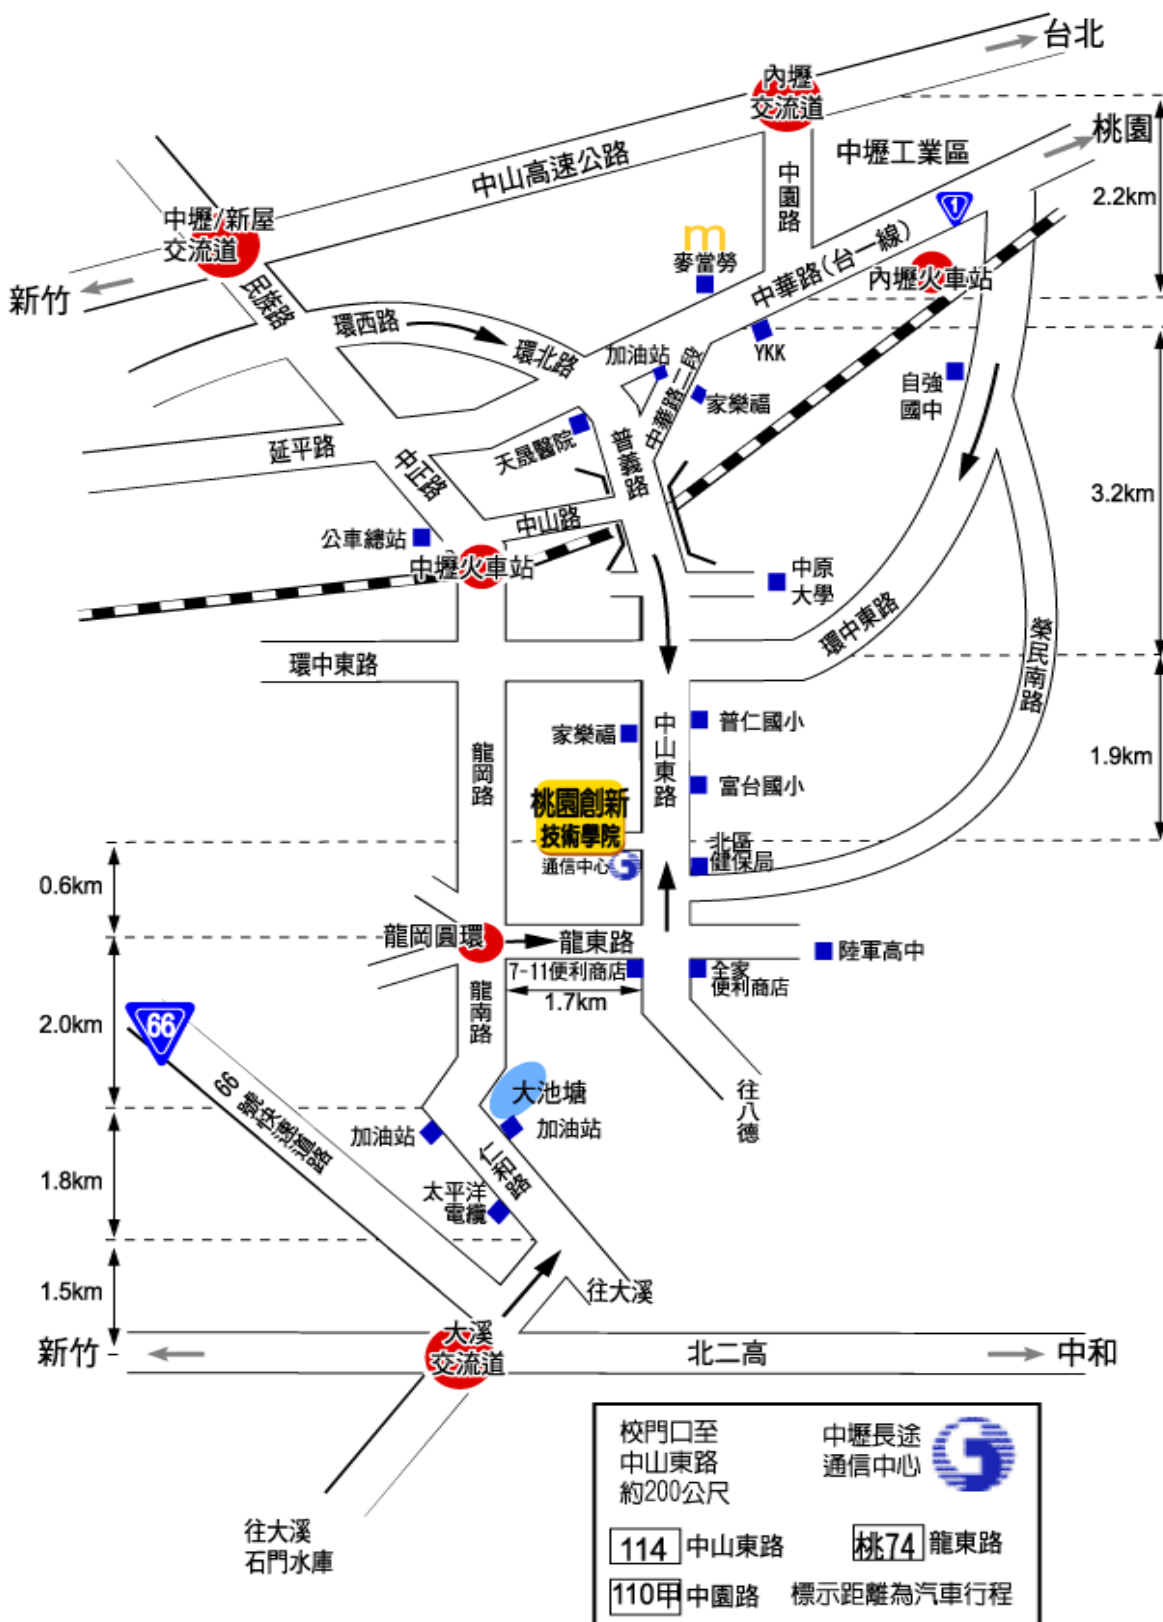 台北
內壢
交流道
桃園
中壢工業區
中山高速公路
中園路
2.2km
1
中壢/新屋
交流道
m
麥當勞
中華路(台一線)
內壢火車站
新竹
民族路
環西路
環北路
YKK
加油站
中華路二段
家樂福
自強
國中
延平路
中正路
天晟醫院
普義路
3.2km
公車總站
中山路
中壢火車站
中原
大學
環中東路
環中東路
榮民南路
龍岡路
家樂福
中山東路
普仁國小
1.9km
富台國小
桃園創新
技術學院
通信中心
北區
健保局
0.6km
龍岡圓環
龍東路
陸軍高中
7-11便利商店
全家
便利商店
1.7km
龍南路
2.0km
66
66號快速道路
大池塘
往八德
加油站
加油站
仁和路
1.8km
太平洋
電纜
1.5km
往大溪
新竹
大溪
交流道
北二高
中和
校門口至
中山東路
約200公尺
中壢長途
通信中心
114 中山東路
桃74 龍東路
110甲 中園路
標示距離為汽車行程
往大溪
石門水庫